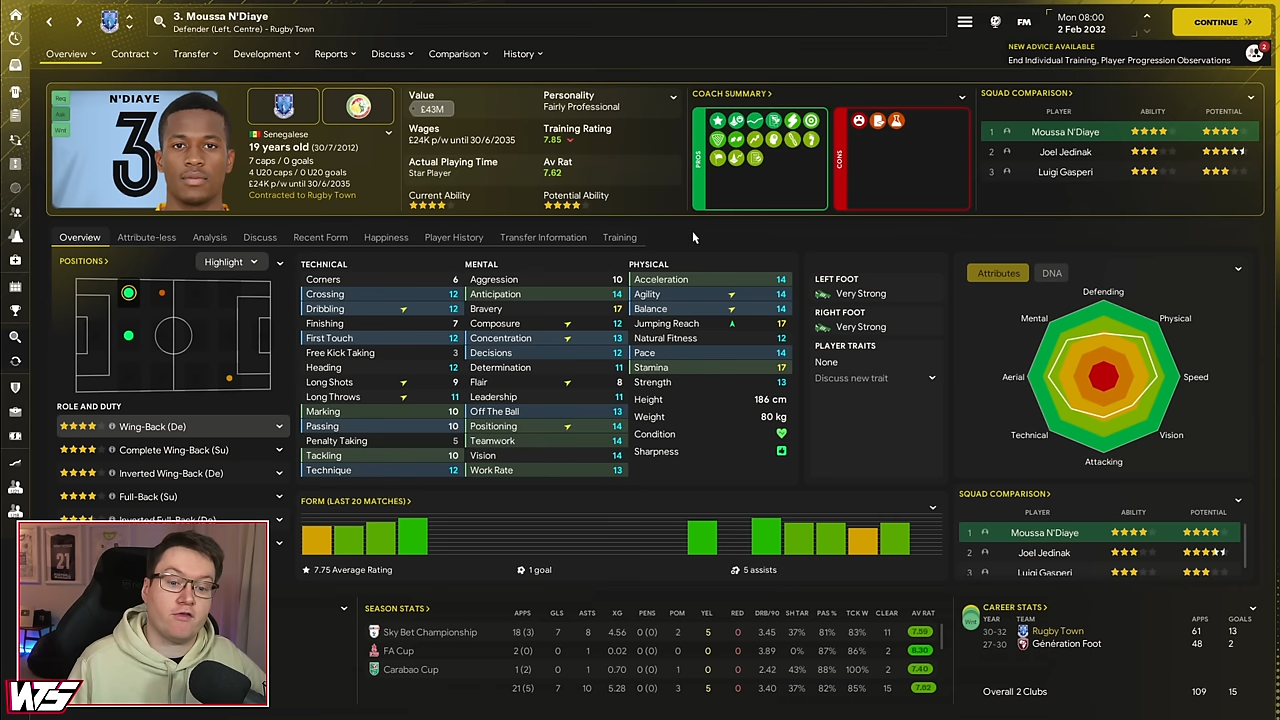 3. Moussa N'Diaye
Defender (Left, Centre) - Rugby Town
FM
Mon 08:00
2 Feb 2032
CONTINUE
Overview
Contract
Transfer
Development
Reports
Discuss
Comparison
History
NEW ADVICE AVAILABLE
End Individual Training, Player Progression Observations
2
Req
Wnt
N'DIAYE
3
Senegalese
19 years old (30/7/2012)
7 caps / 0 goals
4 U20 caps / 0 U20 goals
£24K p/w until 30/6/2035
Contracted to Rugby Town
Value
£43M
Wages
£24K p/w until 30/6/2035
Actual Playing Time
Star Player
Current Ability
Personality
Fairly Professional
Training Rating
7.85
Av Rat
7.62
Potential Ability
COACH SUMMARY >
PROS
CONS
SQUAD COMPARISON >
PLAYER ABILITY POTENTIAL
1 Moussa N'Diaye
2 Joel Jedinak
3 Luigi Gasperi
Overview
Attribute-less
Analysis
Discuss
Recent Form
Happiness
Player History
Transfer Information
Training
POSITIONS >
Highlight
ROLE AND DUTY
Wing-Back (De)
Complete Wing-Back (Su)
Inverted Wing-Back (De)
Full-Back (Su)
Inverted Full-Back (De)
TECHNICAL
Corners 6
Crossing 12
Dribbling 12
Finishing 7
First Touch 12
Free Kick Taking 3
Heading 12
Long Shots 9
Long Throws 11
Marking 10
Passing 10
Penalty Taking 5
Tackling 10
Technique 12
MENTAL
Aggression 10
Anticipation 14
Bravery 17
Composure 12
Concentration 13
Decisions 12
Determination 11
Flair 8
Leadership 11
Off The Ball 13
Positioning 14
Teamwork 14
Vision 14
Work Rate 13
PHYSICAL
Acceleration 14
Agility 14
Balance 14
Jumping Reach 17
Natural Fitness 12
Pace 14
Stamina 17
Strength 13
Height 186 cm
Weight 80 kg
Condition
Sharpness
LEFT FOOT
Very Strong
RIGHT FOOT
Very Strong
PLAYER TRAITS
None
Discuss new trait
Attributes
DNA
Defending
Physical
Speed
Vision
Attacking
Technical
Aerial
Mental
FORM (LAST 20 MATCHES) >
7.75 Average Rating
1 goal
5 assists
SQUAD COMPARISON >
PLAYER ABILITY POTENTIAL
1 Moussa N'Diaye
2 Joel Jedinak
3 Luigi Gasperi
21
SEASON STATS >
APPS GLS ASTS XG PENS POM YEL RED DRB/90 SH TAR PAS % TCK W CLEAR AV RAT
Sky Bet Championship 18 (3) 7 8 4.56 0 (0) 2 5 0 3.45 37% 81% 83% 11 7.59
FA Cup 2 (0) 0 1 0.02 0 (0) 0 0 0 3.89 0% 87% 86% 2 8.30
Carabao Cup 1 (2) 0 1 0.70 0 (0) 1 0 0 2.42 43% 88% 100% 2 7.40
21 (5) 7 10 5.28 0 (0) 3 5 0 3.40 37% 82% 85% 15 7.62
Wnt
CAREER STATS >
YEAR TEAM APPS GOALS
30-32 Rugby Town 61 13
27-30 Génération Foot 48 2
Overall 2 Clubs 109 15
WTS